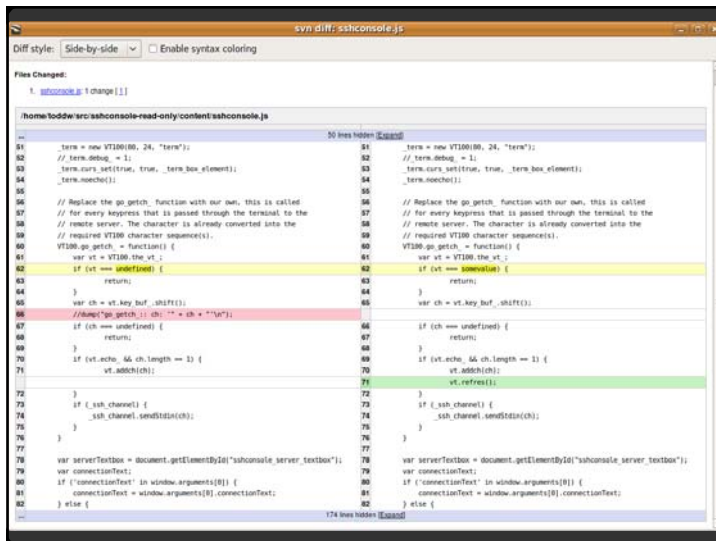 svn diff: sshconsole.js
Diff style: Side-by-side Enable syntax coloring
Files Changed:
1. sshconsole.js: 1 change [ 1 ]
/home/toddw/src/sshconsole-read-only/content/sshconsole.js
... 50 lines hidden [Expand]
51 _term = new VT100(80, 24, "term"); 51 _term = new VT100(80, 24, "term");
52 //_term.debug_ = 1; 52 //_term.debug_ = 1;
53 _term.curs_set(true, true, _term_box_element); 53 _term.curs_set(true, true, _term_box_element);
54 _term.noecho(); 54 _term.noecho();
55 55
56 // Replace the go_getch_ function with our own, this is called 56 // Replace the go_getch_ function with our own, this is called
57 // for every keypress that is passed through the terminal to the 57 // for every keypress that is passed through the terminal to the
58 // remote server. The character is already converted into the 58 // remote server. The character is already converted into the
59 // required VT100 character sequence(s). 59 // required VT100 character sequence(s).
60 VT100.go_getch_ = function() { 60 VT100.go_getch_ = function() {
61 var vt = VT100.the_vt_; 61 var vt = VT100.the_vt_;
62 if (vt === undefined) { 62 if (vt === somevalue) {
63 return; 63 return;
64 } 64 }
65 var ch = vt.key_buf_.shift(); 65 var ch = vt.key_buf_.shift();
66 //dump("go_getch_:: ch: '" + ch + "'\n");
67 if (ch === undefined) { 66 if (ch === undefined) {
68 return; 67 return;
69 } 68 }
70 if (vt.echo_ && ch.length == 1) { 69 if (vt.echo_ && ch.length == 1) {
71 vt.addch(ch); 70 vt.addch(ch);
71 vt.refres();
72 } 72 }
73 if (_ssh_channel) { 73 if (_ssh_channel) {
74 _ssh_channel.sendStdin(ch); 74 _ssh_channel.sendStdin(ch);
75 } 75 }
76 } 76 }
77 77
78 var serverTextbox = document.getElementById("sshconsole_server_textbox"); 78 var serverTextbox = document.getElementById("sshconsole_server_textbox");
79 var connectionText; 79 var connectionText;
80 if ('connectionText' in window.arguments[0]) { 80 if ('connectionText' in window.arguments[0]) {
81 connectionText = window.arguments[0].connectionText; 81 connectionText = window.arguments[0].connectionText;
82 } else { 82 } else {
... 174 lines hidden [Expand]